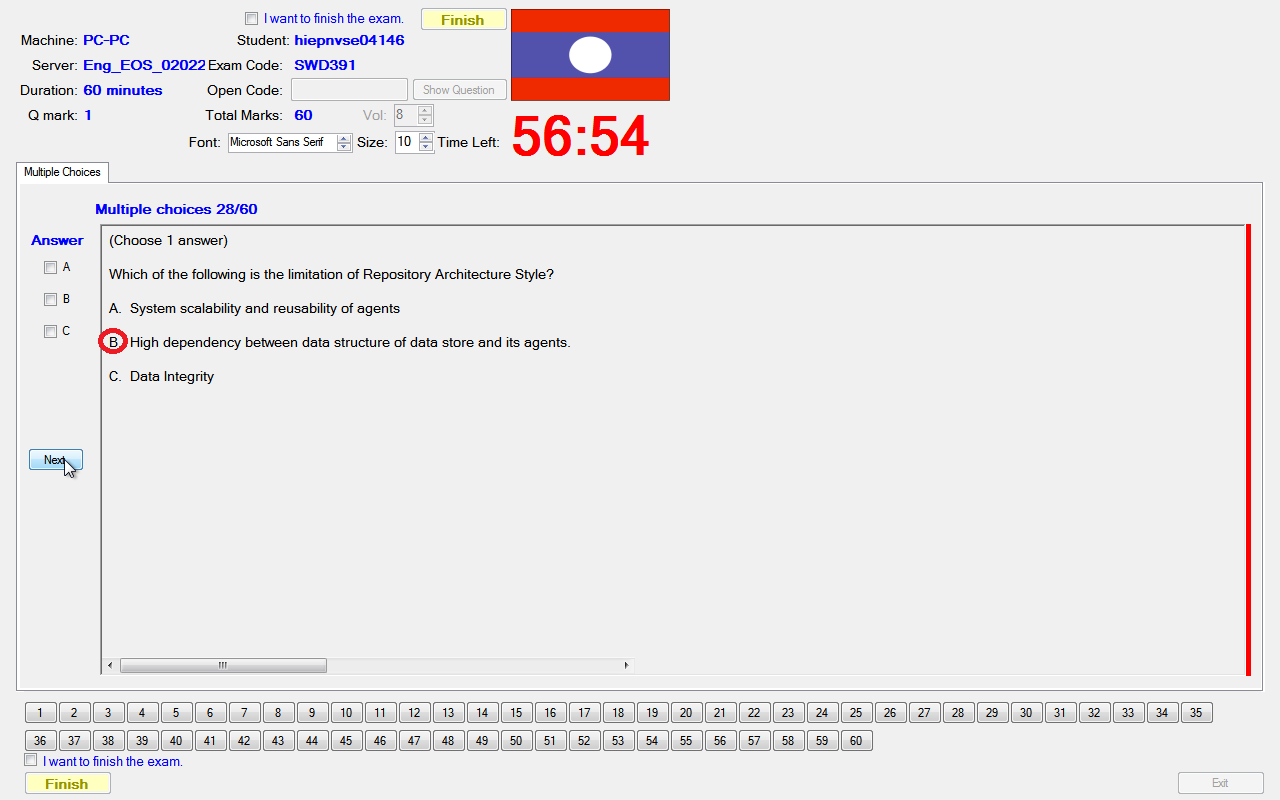 I want to finish the exam. Finish
Machine: PC-PC Student: hiepnvse04146
Server: Eng_EOS_02022 Exam Code: SWD391
Duration: 60 minutes Open Code: Show Question
Q mark: 1 Total Marks: 60 Vol: 8
Font: Microsoft Sans Serif Size: 10 Time Left: 56:54
Multiple Choices
Multiple choices 28/60
Answer
(Choose 1 answer)
A
Which of the following is the limitation of Repository Architecture Style?
B
A. System scalability and reusability of agents
C
B. High dependency between data structure of data store and its agents.
C. Data Integrity
Next
1 2 3 4 5 6 7 8 9 10 11 12 13 14 15 16 17 18 19 20 21 22 23 24 25 26 27 28 29 30 31 32 33 34 35
36 37 38 39 40 41 42 43 44 45 46 47 48 49 50 51 52 53 54 55 56 57 58 59 60
I want to finish the exam.
Finish Exit